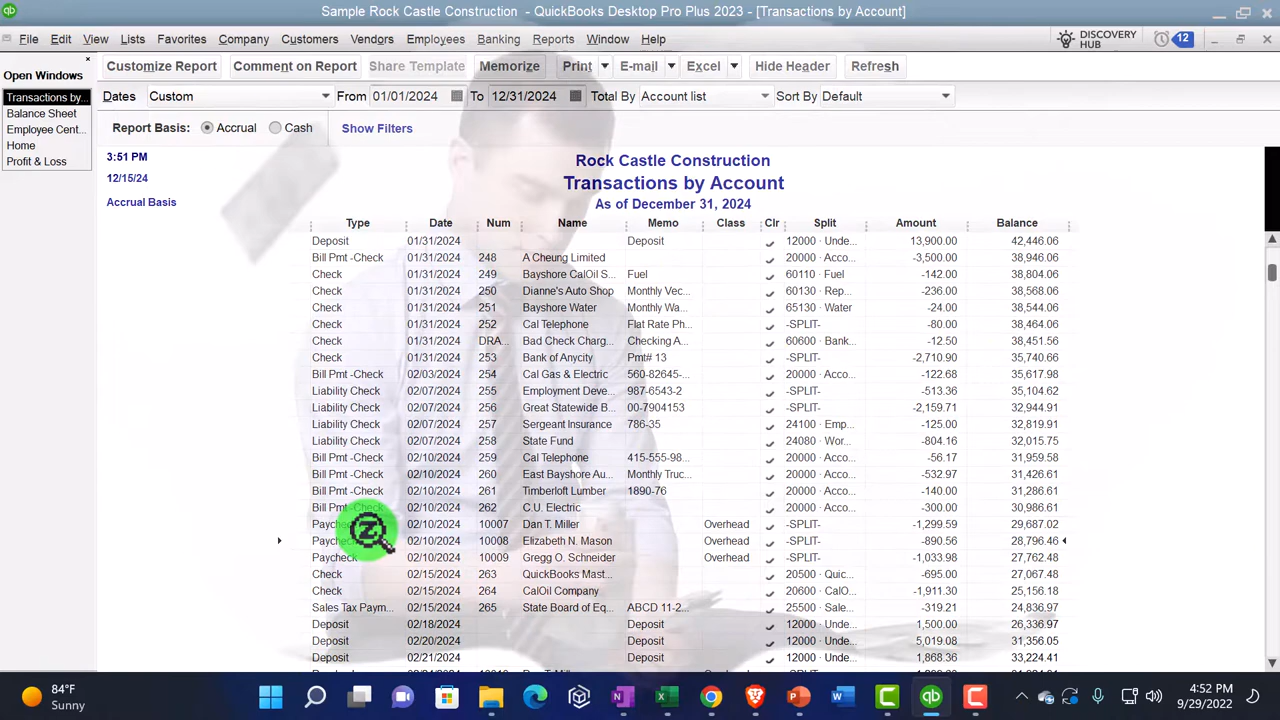 Sample Rock Castle Construction - QuickBooks Desktop Pro Plus 2023 - [Transactions by Account]
File Edit View Lists Favorites Company Customers Vendors Employees Banking Reports Window Help DISCOVERY HUB 12
Open Windows
Transactions by...
Balance Sheet
Employee Cent...
Home
Profit & Loss
Customize Report Comment on Report Share Template Memorize Print E-mail Excel Hide Header Refresh
Dates Custom From 01/01/2024 To 12/31/2024 Total By Account list Sort By Default
Report Basis: Accrual Cash Show Filters
3:51 PM
12/15/24
Accrual Basis
Rock Castle Construction
Transactions by Account
As of December 31, 2024
Type Date Num Name Memo Class Clr Split Amount Balance
Deposit 01/31/2024 Deposit 12000 · Unde... 13,900.00 42,446.06
Bill Pmt -Check 01/31/2024 248 A Cheung Limited 20000 · Acco... -3,500.00 38,946.06
Check 01/31/2024 249 Bayshore CalOil S... Fuel 60110 · Fuel -142.00 38,804.06
Check 01/31/2024 250 Dianne's Auto Shop Monthly Vec... 60130 · Rep... -236.00 38,568.06
Check 01/31/2024 251 Bayshore Water Monthly Wa... 65130 · Water -24.00 38,544.06
Check 01/31/2024 252 Cal Telephone Flat Rate Ph... -SPLIT- -80.00 38,464.06
Check 01/31/2024 DRA... Bad Check Charg... Checking A... 60600 · Bank... -12.50 38,451.56
Check 01/31/2024 253 Bank of Anycity Pmt# 13 -SPLIT- -2,710.90 35,740.66
Bill Pmt -Check 02/03/2024 254 Cal Gas & Electric 560-82645-... 20000 · Acco... -122.68 35,617.98
Liability Check 02/07/2024 255 Employment Deve... 987-6543-2 -SPLIT- -513.36 35,104.62
Liability Check 02/07/2024 256 Great Statewide B... 00-7904153 -SPLIT- -2,159.71 32,944.91
Liability Check 02/07/2024 257 Sergeant Insurance 786-35 24100 · Emp... -125.00 32,819.91
Liability Check 02/07/2024 258 State Fund 24080 · Wor... -804.16 32,015.75
Bill Pmt -Check 02/10/2024 259 Cal Telephone 415-555-98... 20000 · Acco... -56.17 31,959.58
Bill Pmt -Check 02/10/2024 260 East Bayshore Au... Monthly Truc... 20000 · Acco... -532.97 31,426.61
Bill Pmt -Check 02/10/2024 261 Timberloft Lumber 1890-76 20000 · Acco... -140.00 31,286.61
Bill Pmt -Check 02/10/2024 262 C.U. Electric 20000 · Acco... -300.00 30,986.61
Paycheck 02/10/2024 10007 Dan T. Miller Overhead -SPLIT- -1,299.59 29,687.02
Paycheck 02/10/2024 10008 Elizabeth N. Mason Overhead -SPLIT- -890.56 28,796.46
Paycheck 02/10/2024 10009 Gregg O. Schneider Overhead -SPLIT- -1,033.98 27,762.48
Check 02/15/2024 263 QuickBooks Mast... 20500 · Quic... -695.00 27,067.48
Check 02/15/2024 264 CalOil Company 20600 · CalO... -1,911.30 25,156.18
Sales Tax Paym... 02/15/2024 265 State Board of Eq... ABCD 11-2... 25500 · Sale... -319.21 24,836.97
Deposit 02/18/2024 Deposit 12000 · Unde... 1,500.00 26,336.97
Deposit 02/20/2024 Deposit 12000 · Unde... 5,019.08 31,356.05
Deposit 02/21/2024 Deposit 12000 · Unde... 1,868.36 33,224.41
84°F
Sunny
4:52 PM
9/29/2022